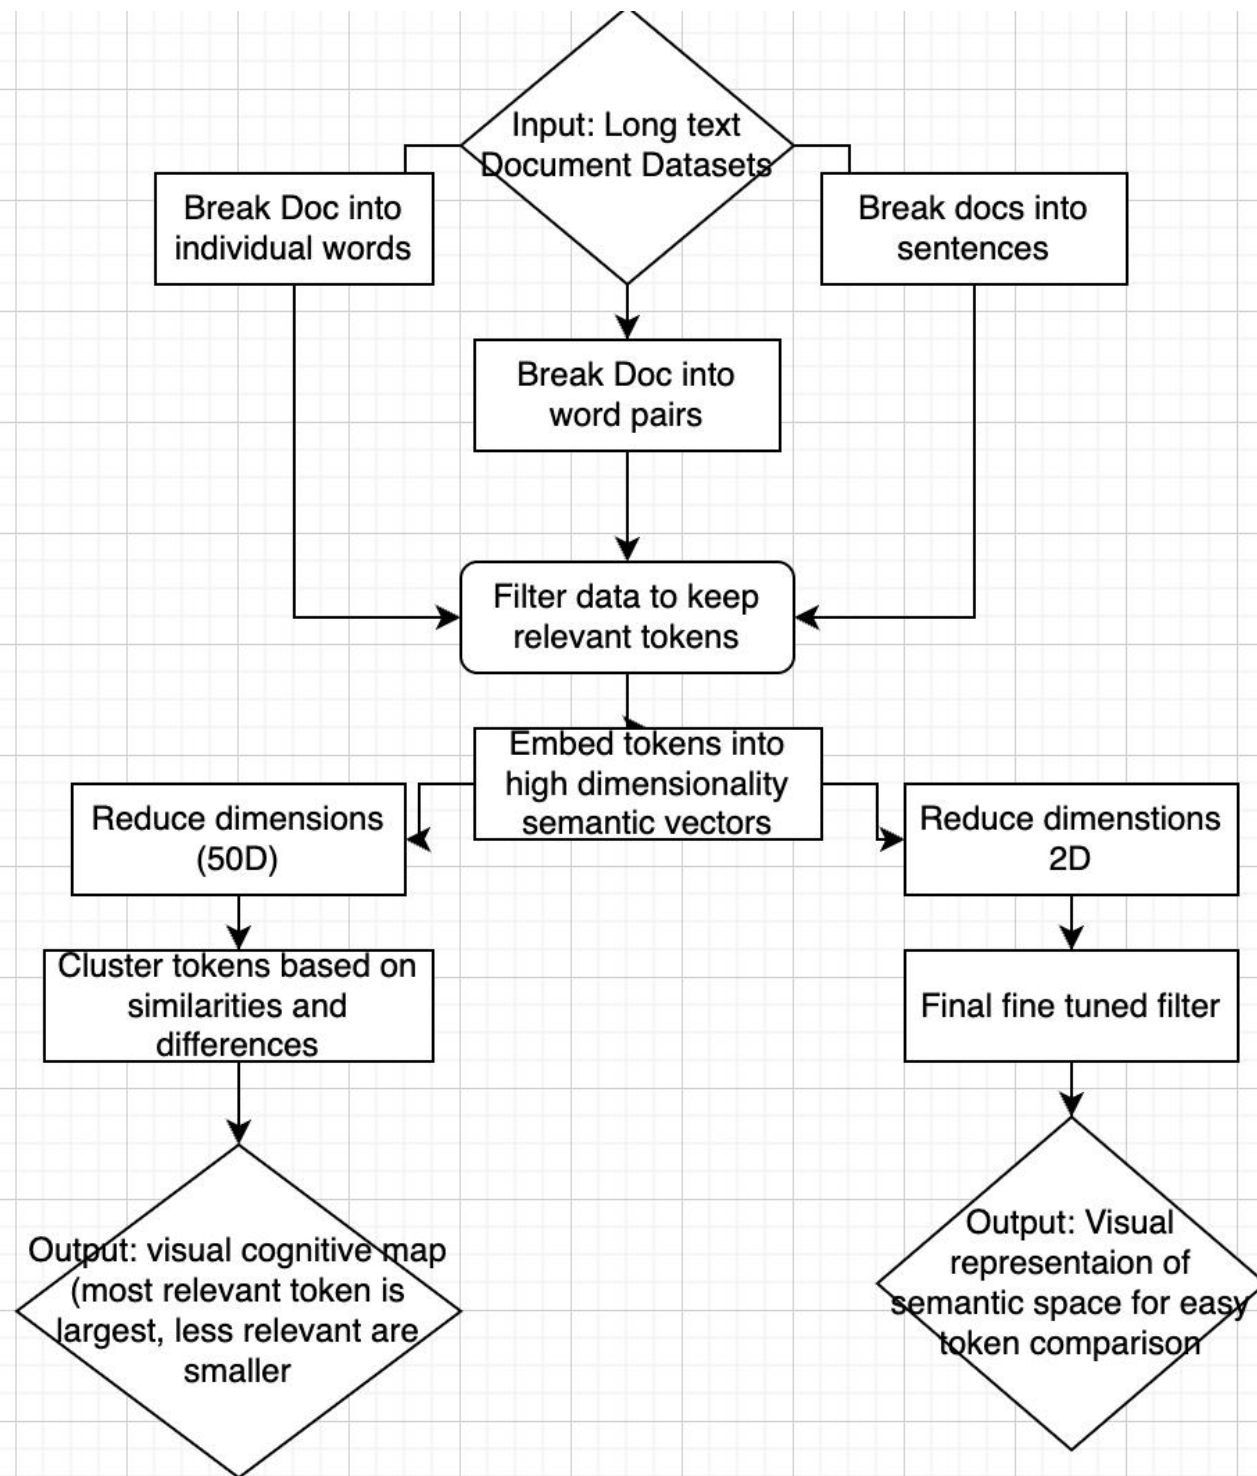 Input: Long text
Document Datasets
Break Doc into
individual words
Break docs into
sentences
Break Doc into
word pairs
Filter data to keep
relevant tokens
Embed tokens into
high dimensionality
semantic vectors
Reduce dimensions
(50D)
Reduce dimenstions
2D
Cluster tokens based on
similarities and
differences
Final fine tuned filter
Output: visual cognitive map
(most relevant token is
largest, less relevant are
smaller
Output: Visual
representaion of
semantic space for easy
token comparison